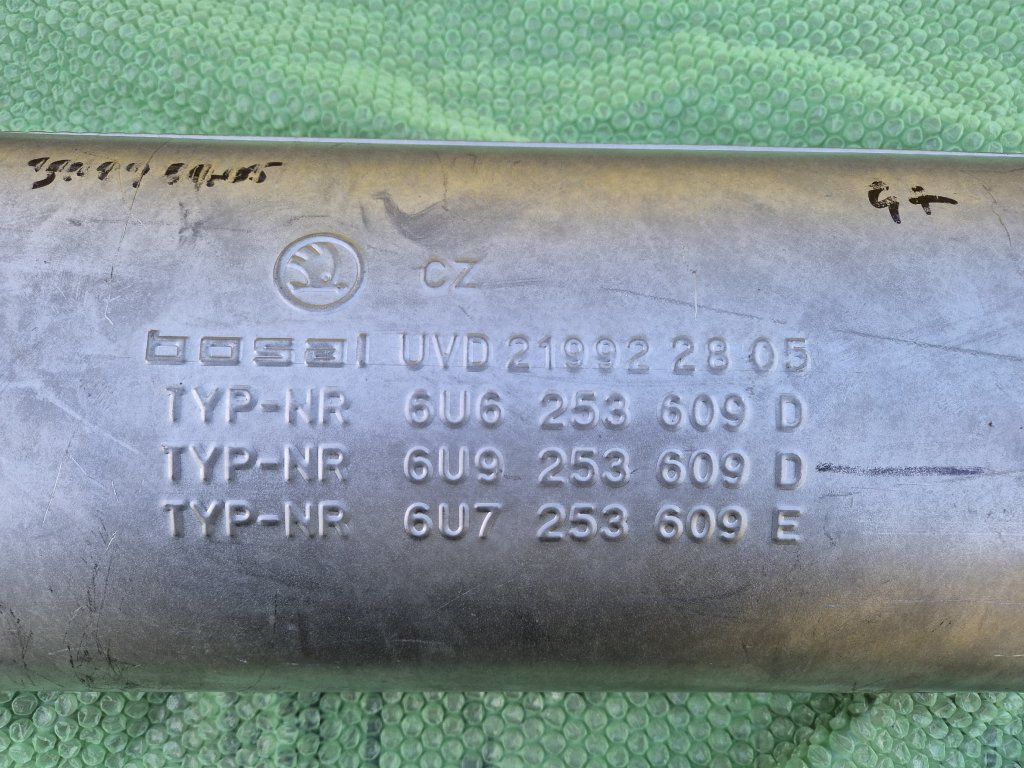 CZ
bosal UVD 21992 28 05
TYP-NR 6U6 253 609 D
TYP-NR 6U9 253 609 D
TYP-NR 6U7 253 609 E